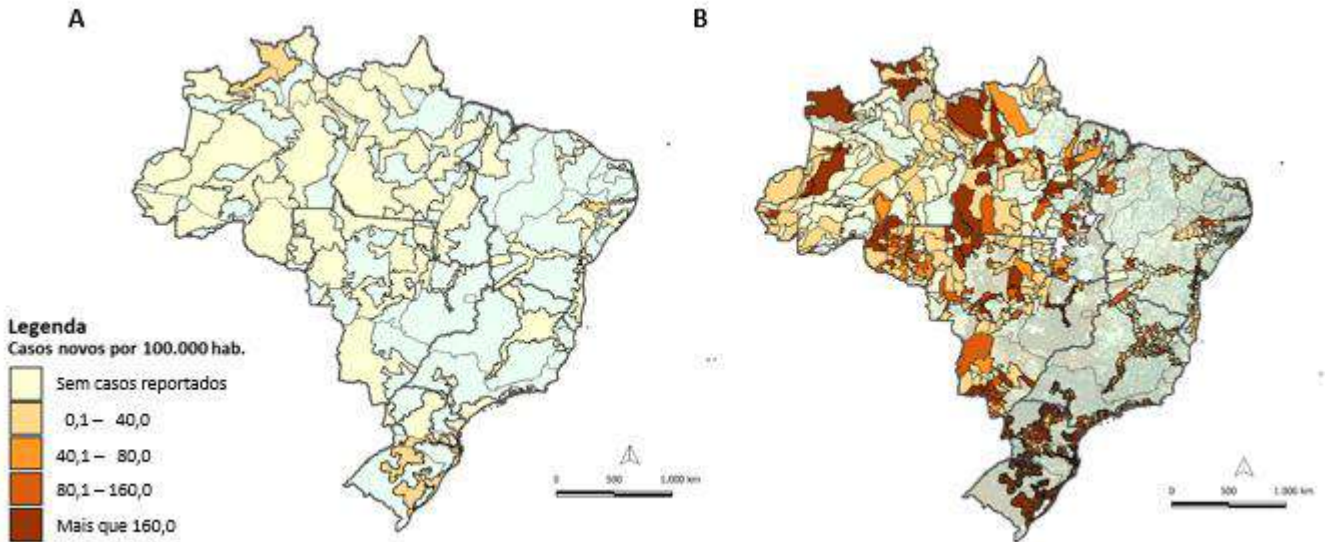 A
B
Legenda
Casos novos por 100.000 hab.
Sem casos reportados
0,1 – 40,0
40,1 – 80,0
80,1 – 160,0
Mais que 160,0
0 500 1.000 km
0 500 1.000 km